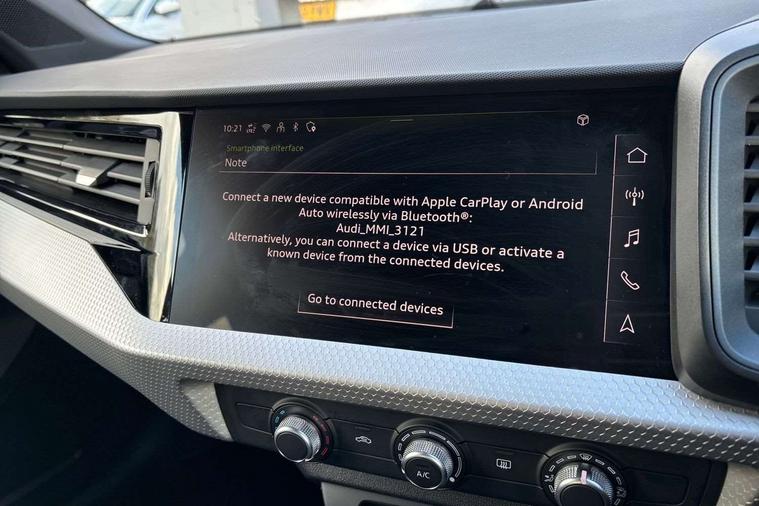 10:21
Smartphone interface
Note
Connect a new device compatible with Apple CarPlay or Android
Auto wirelessly via Bluetooth®:
Audi_MMI_3121
Alternatively, you can connect a device via USB or activate a
known device from the connected devices.
Go to connected devices
A/C